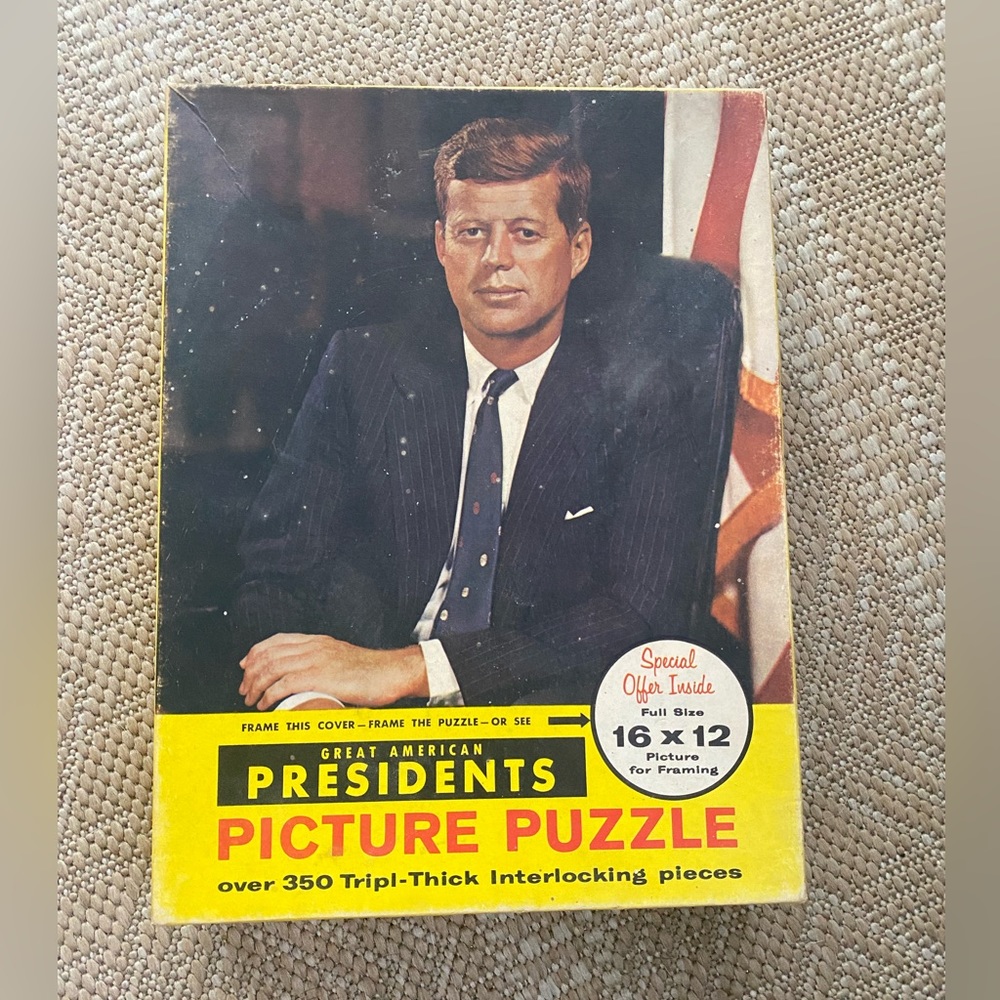 FRAME THIS COVER — FRAME THE PUZZLE — OR SEE
Special
Offer Inside
Full Size
16 x 12
Picture
for Framing
GREAT AMERICAN
PRESIDENTS
PICTURE PUZZLE
over 350 Tripl-Thick Interlocking pieces